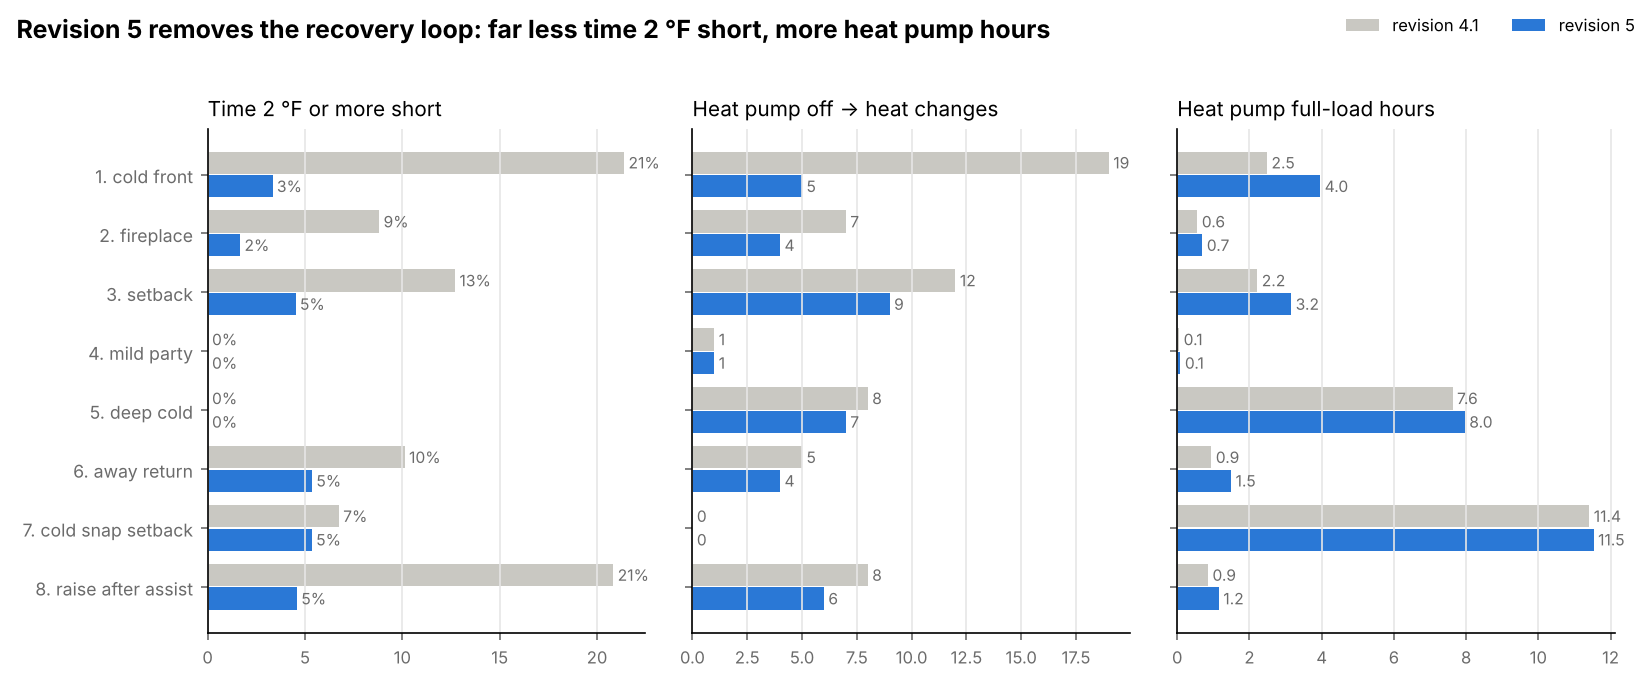 Revision 5 removes the recovery loop: far less time 2 °F short, more heat pump hours
revision 4.1
revision 5
Time 2 °F or more short
Heat pump off → heat changes
Heat pump full-load hours
1. cold front
21%
3%
19
5
2.5
4.0
2. fireplace
9%
2%
7
4
0.6
0.7
3. setback
13%
5%
12
9
2.2
3.2
4. mild party
0%
0%
1
1
0.1
0.1
5. deep cold
0%
0%
8
7
7.6
8.0
6. away return
10%
5%
5
4
0.9
1.5
7. cold snap setback
7%
5%
0
0
11.4
11.5
8. raise after assist
21%
5%
8
6
0.9
1.2
0 5 10 15 20
0.0 2.5 5.0 7.5 10.0 12.5 15.0 17.5
0 2 4 6 8 10 12